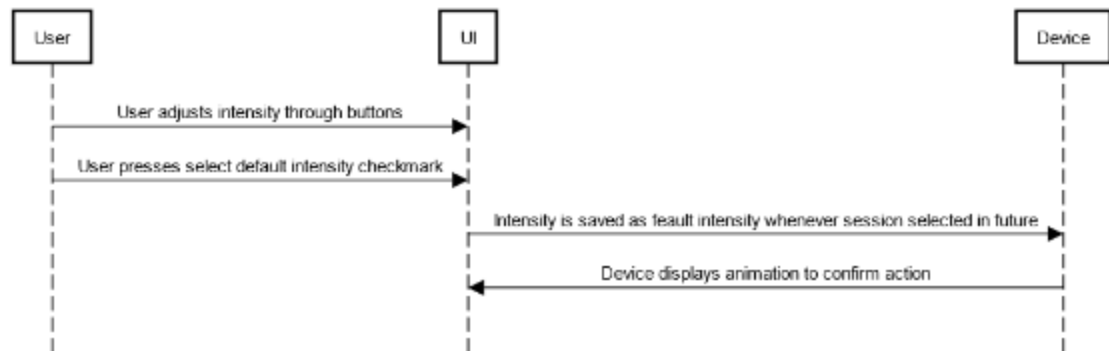 User
UI
Device
User adjusts intensity through buttons
User presses select default intensity checkmark
Intensity is saved as feault intensity whenever session selected in future
Device displays animation to confirm action